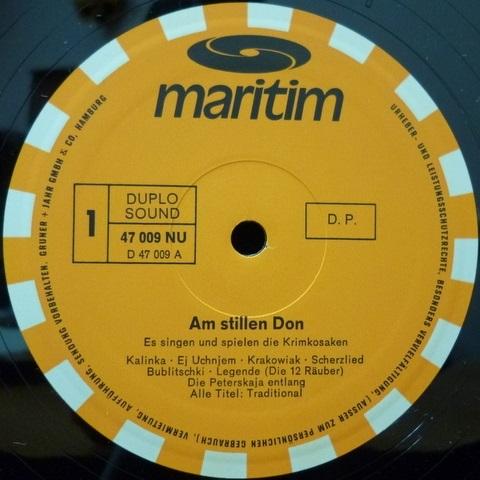 maritim
1
DUPLO
SOUND
47 009 NU
D 47 009 A
D. P.
Am stillen Don
Es singen und spielen die Krimkosaken
Kalinka · Ej Uchnjem · Krakowiak · Scherzlied
Bublitschki · Legende (Die 12 Räuber)
Die Peterskaja entlang
Alle Titel: Traditional
URHEBER- UND LEISTUNGSSCHUTZRECHTE, BESONDERS VERVIELFÄLTIGUNG, (AUSSER ZUM PERSÖNLICHEN GEBRAUCH), VERMIETUNG, AUFFÜHRUNG, SENDUNG VORBEHALTEN. GRUNER + JAHR GMBH & CO, HAMBURG